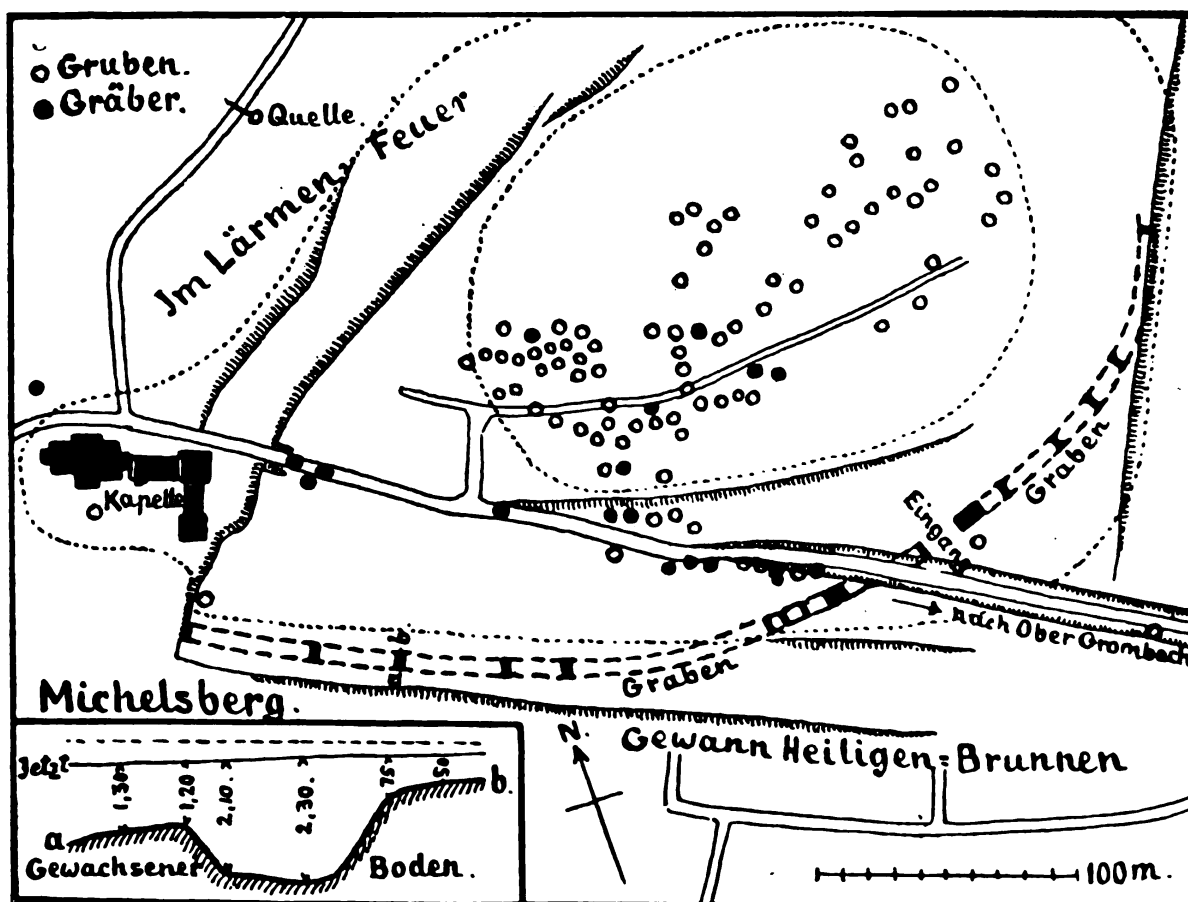 Gruben.
Gräber.
Quelle.
Im Lärmen-Feuer
Kapelle
Eingang
Graben
Nach Ober Grombach
Graben
a
b
Michelsberg.
N.
Gewann Heiligen=Brunnen
Jetzt
1,30
1,20
2,10.
2,30.
75
50
a
b.
Gewachsener Boden.
100 m.